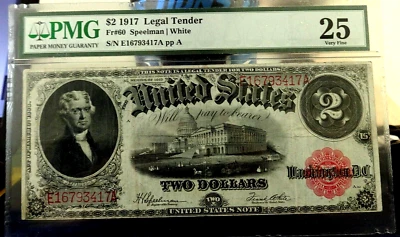 PMG
PAPER MONEY GUARANTY
$2 1917 Legal Tender
Fr#60 Speelman | White
S/N E16793417A pp A
25
Very Fine
THIS NOTE IS A LEGAL TENDER FOR TWO DOLLARS
E16793417A
United States
Will pay to bearer
2
Washington, D.C.
E16793417A
TWO DOLLARS
TWO
UNITED STATES NOTE